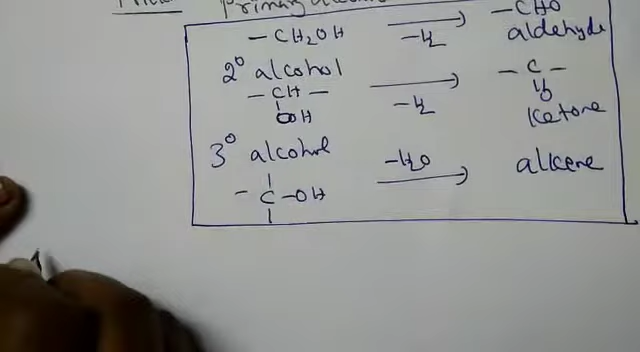 Primary alcohol
-CH2OH → -H2 -CHO
aldehyde
2° alcohol
-CH- → -H2 -C-
OH O
Ketone
3° alcohol -H2O → alkene
-C-OH